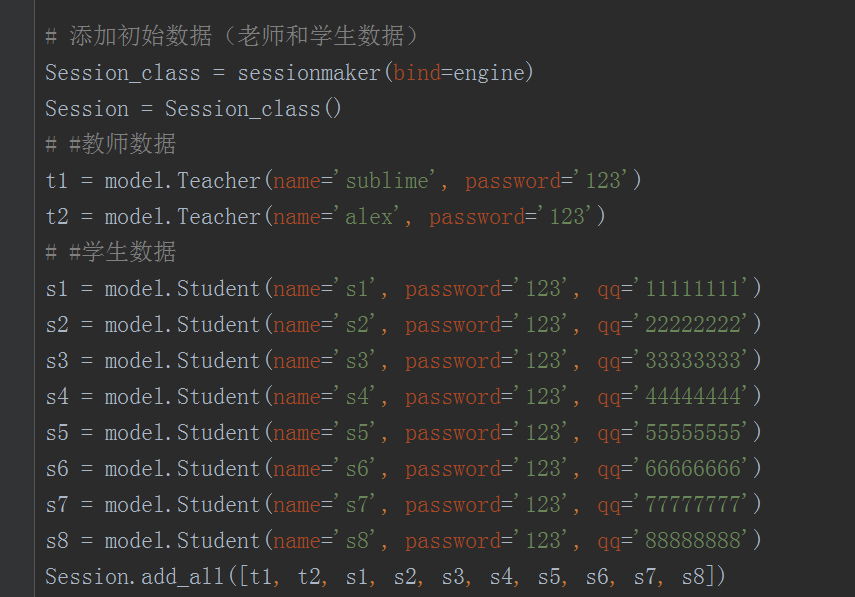 # 添加初始数据（老师和学生数据）
Session_class = sessionmaker(bind=engine)
Session = Session_class()
# #教师数据
t1 = model.Teacher(name='sublime', password='123')
t2 = model.Teacher(name='alex', password='123')
# #学生数据
s1 = model.Student(name='s1', password='123', qq='11111111')
s2 = model.Student(name='s2', password='123', qq='22222222')
s3 = model.Student(name='s3', password='123', qq='33333333')
s4 = model.Student(name='s4', password='123', qq='44444444')
s5 = model.Student(name='s5', password='123', qq='55555555')
s6 = model.Student(name='s6', password='123', qq='66666666')
s7 = model.Student(name='s7', password='123', qq='77777777')
s8 = model.Student(name='s8', password='123', qq='88888888')
Session.add_all([t1, t2, s1, s2, s3, s4, s5, s6, s7, s8])